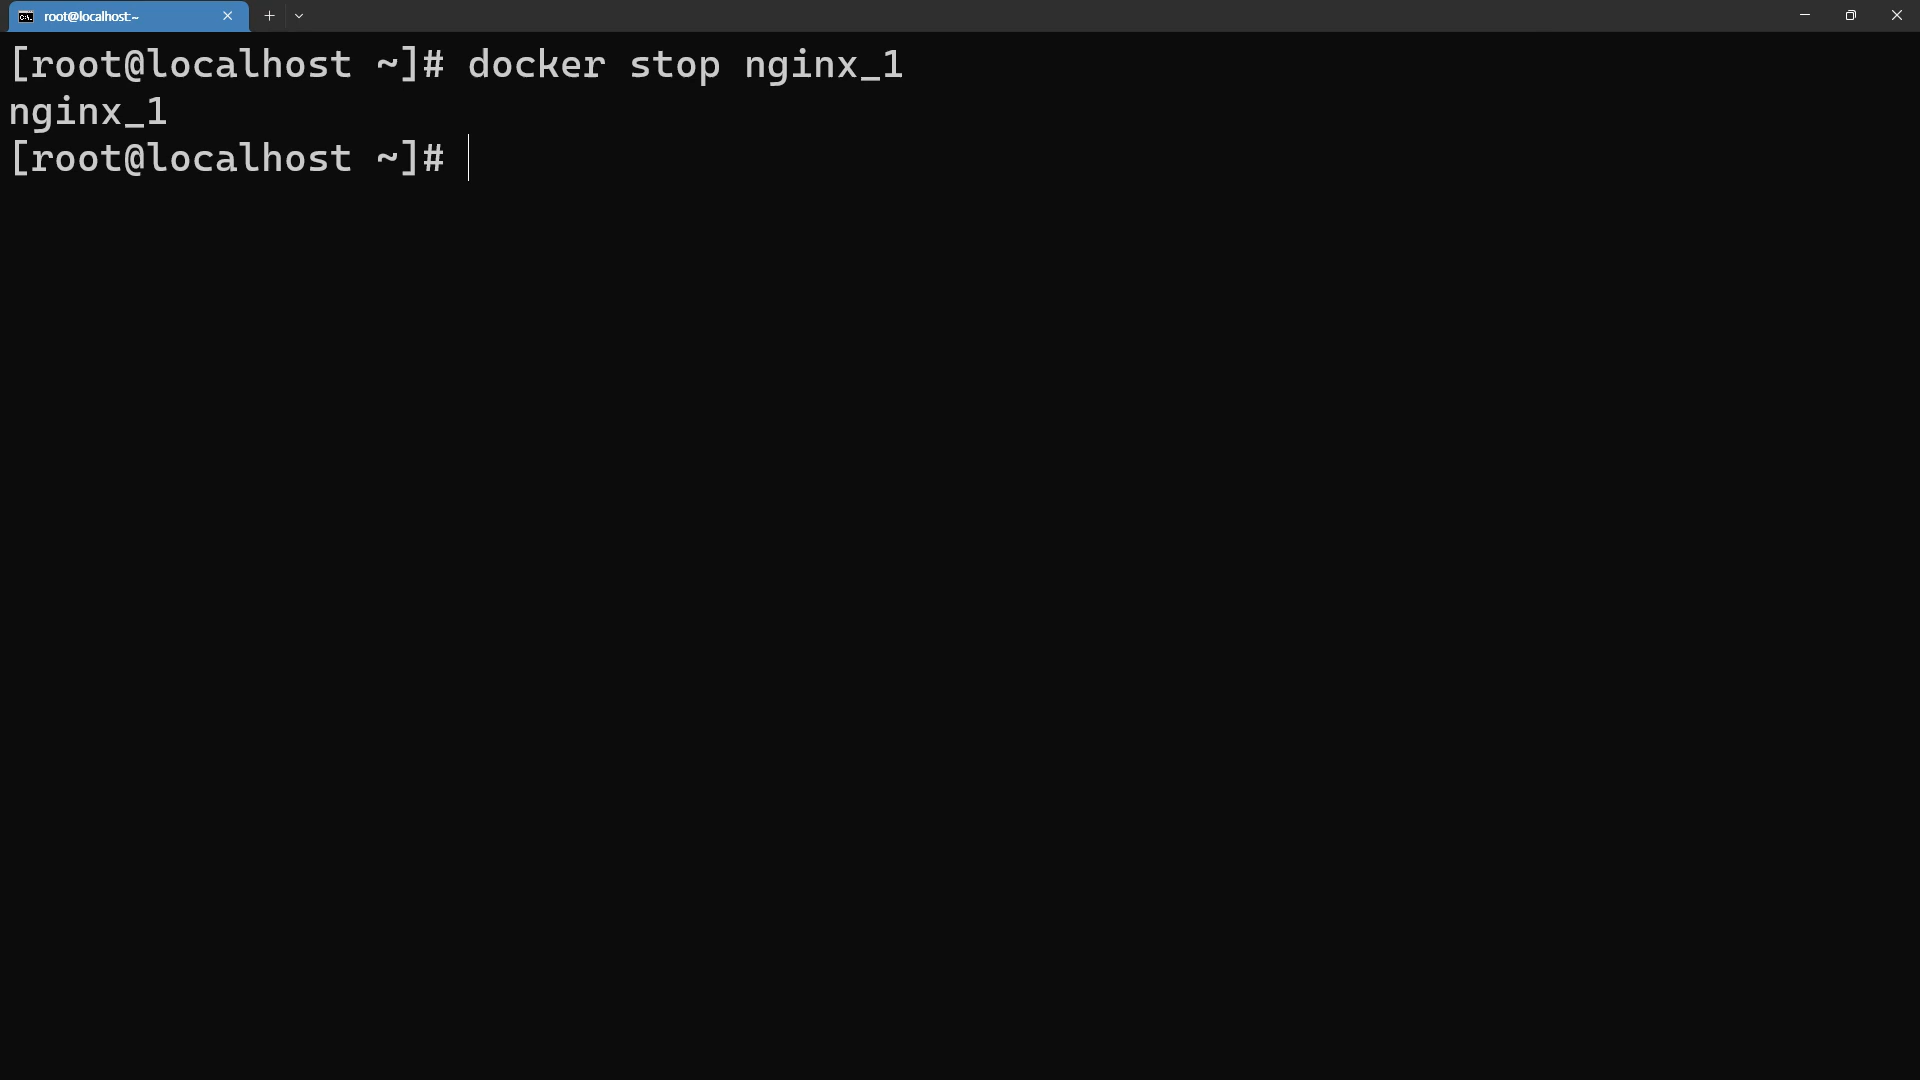 root@localhost:~
[root@localhost ~]# docker stop nginx_1
nginx_1
[root@localhost ~]#